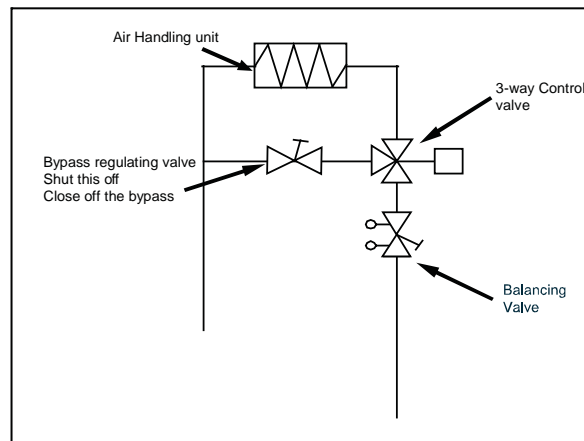 Air Handling unit
3-way Control
valve
Bypass regulating valve
Shut this off
Close off the bypass
Balancing
Valve